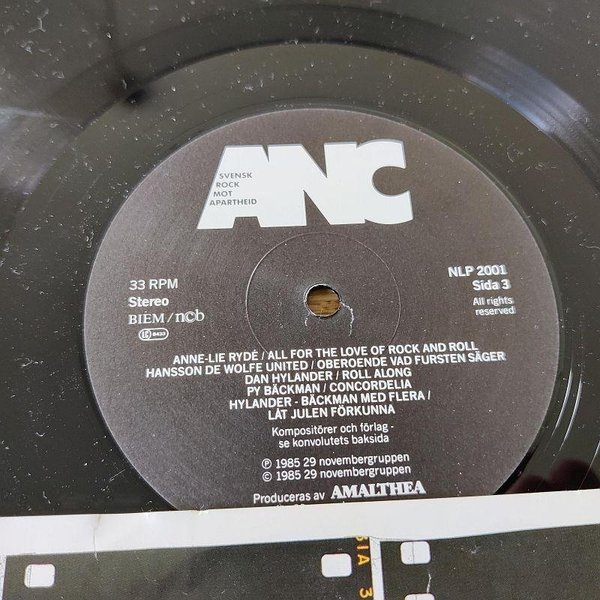 ANC
SVENSK
ROCK
MOT
APARTHEID
33 RPM
Stereo
BIEM/ncb
LC 8433
NLP 2001
Sida 3
All rights
reserved
ANNE-LIE RYDÉ / ALL FOR THE LOVE OF ROCK AND ROLL
HANSSON DE WOLFE UNITED / OBEROENDE VAD FURSTEN SÄGER
DAN HYLANDER / ROLL ALONG
PY BÄCKMAN / CONCORDELIA
HYLANDER - BÄCKMAN MED FLERA /
LÅT JULEN FÖRKUNNA
Kompositörer och förlag -
se konvolutets baksida
℗ 1985 29 novembergruppen
© 1985 29 novembergruppen
Produceras av AMALTHEA